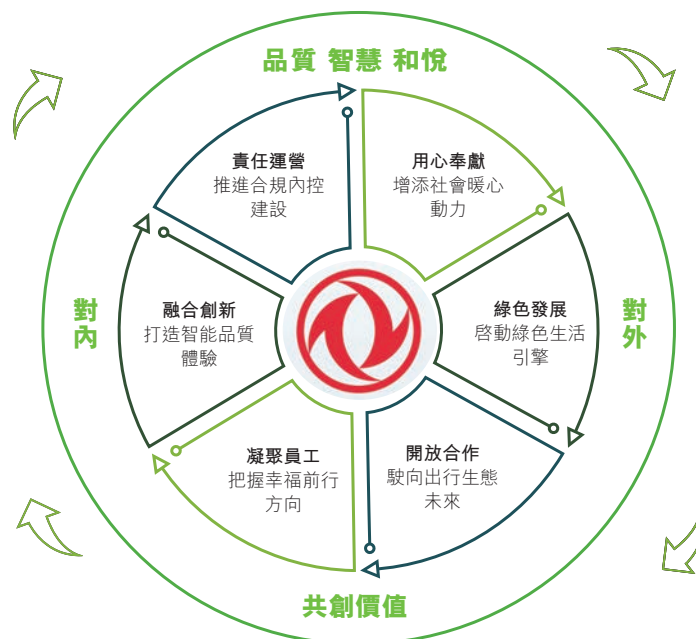 品質 智慧 和悅
責任運營
推進合規內控
建設
用心奉獻
增添社會暖心
動力
對內
融合創新
打造智能品質
體驗
綠色發展
啓動綠色生活
引擎
對外
凝聚員工
把握幸福前行
方向
開放合作
駛向出行生態
未來
共創價值